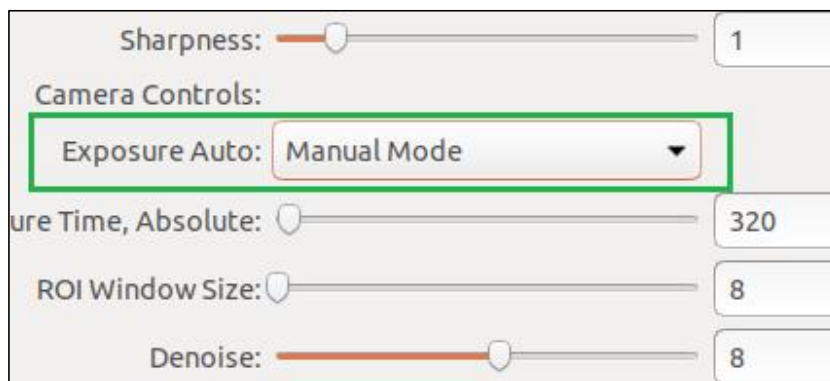 Sharpness: 1
Camera Controls:
Exposure Auto: Manual Mode
ure Time, Absolute: 320
ROI Window Size: 8
Denoise: 8